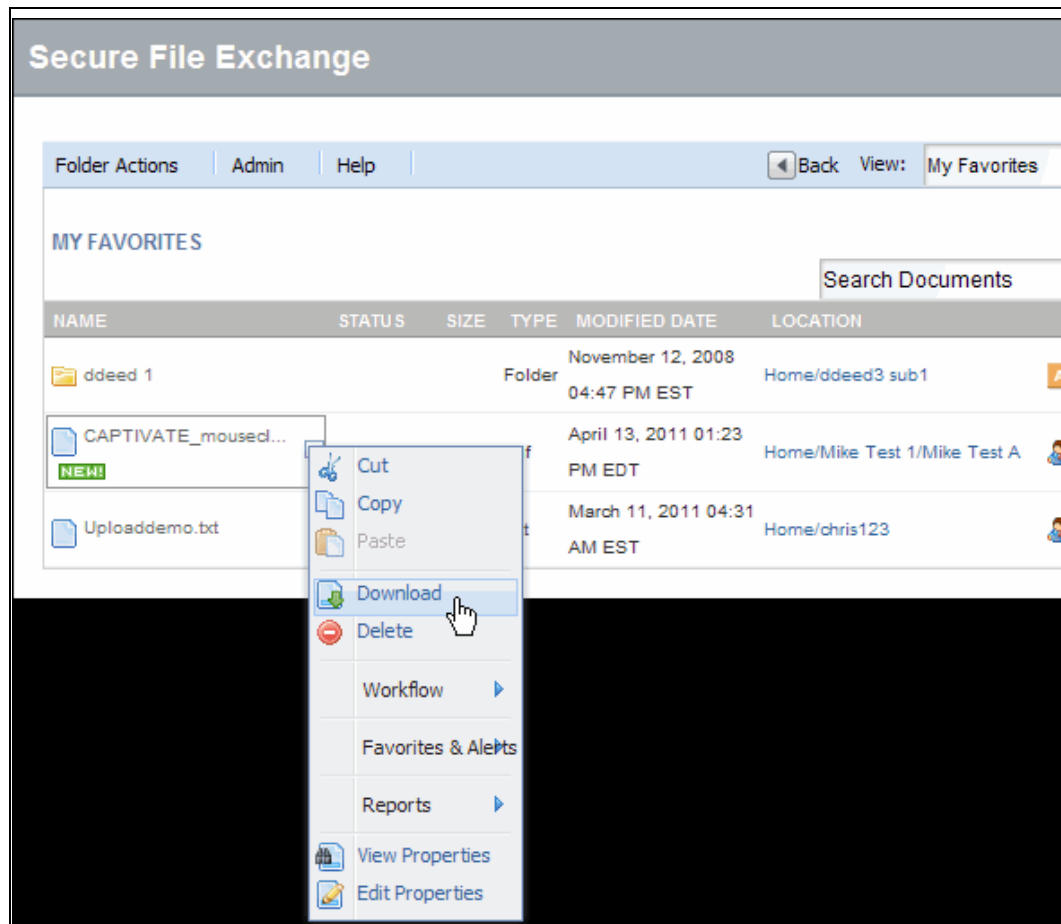 Secure File Exchange
Folder Actions Admin Help Back View: My Favorites
MY FAVORITES
Search Documents
NAME STATUS SIZE TYPE MODIFIED DATE LOCATION
ddeed 1 Folder November 12, 2008 04:47 PM EST Home/ddeed3 sub1
CAPTIVATE_mousecl... April 13, 2011 01:23 PM EDT Home/Mike Test 1/Mike Test A
NEW!
Uploaddemo.txt March 11, 2011 04:31 AM EST Home/chris123
Cut
Copy
Paste
Download
Delete
Workflow
Favorites & Alerts
Reports
View Properties
Edit Properties